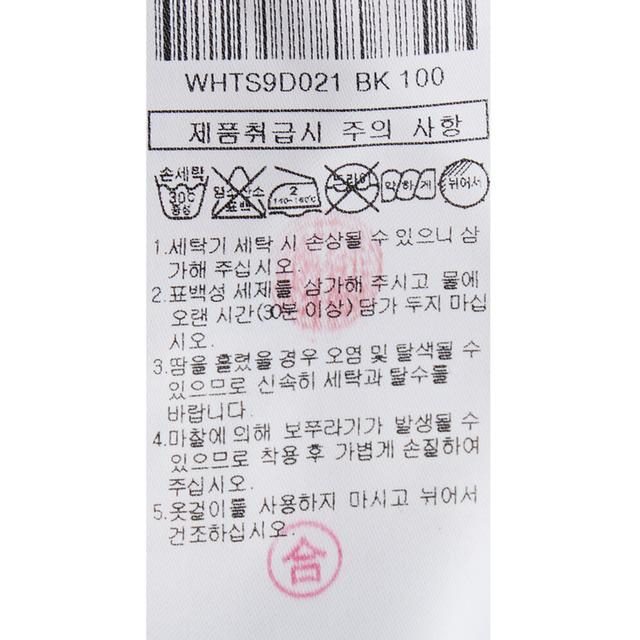 WHTS9D021 BK 100
제품취급시 주의 사항
손세탁 30℃ 중성
염소산소 표백
2 140~160℃
드라이
약하게
뉘어서
1.세탁기 세탁 시 손상될 수 있으니 삼
가해 주십시오.
2.표백성 세제를 삼가해 주시고 물에
오랜 시간(30분 이상) 담가 두지 마십
시오.
3.땀을 흘렸을 경우 오염 및 탈색될 수
있으므로 신속히 세탁과 탈수를
바랍니다.
4.마찰에 의해 보푸라기가 발생될 수
있으므로 착용 후 가볍게 손질하여
주십시오.
5.옷걸이를 사용하지 마시고 뉘어서
건조하십시오.
合